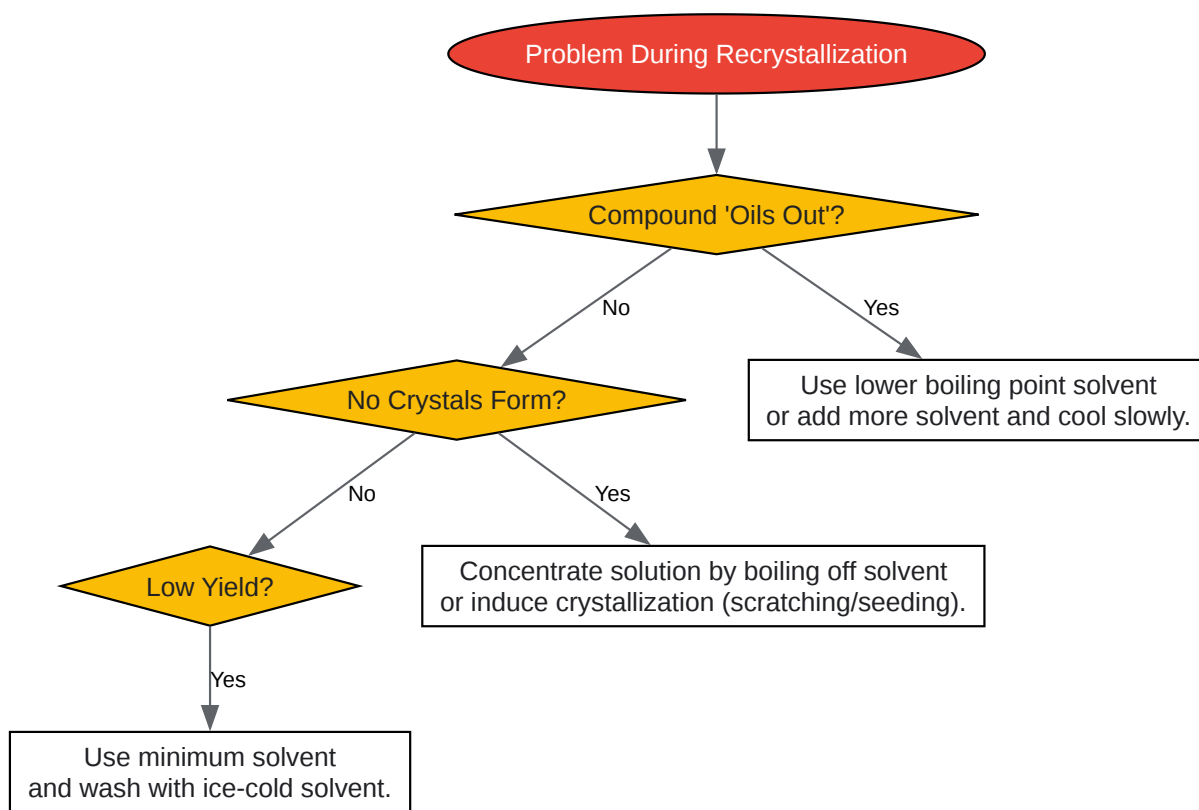 Problem During Recrystallization
Compound 'Oils Out'?
No
Yes
No Crystals Form?
Use lower boiling point solvent
or add more solvent and cool slowly.
No
Yes
Low Yield?
Concentrate solution by boiling off solvent
or induce crystallization (scratching/seeding).
Yes
Use minimum solvent
and wash with ice-cold solvent.